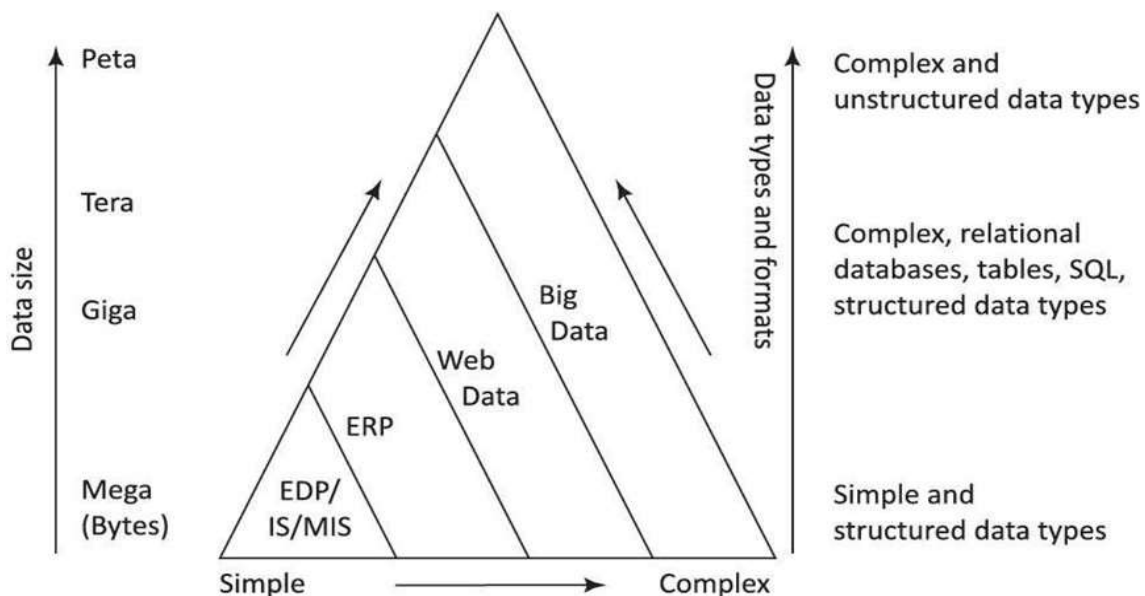 Data size
Peta
Tera
Giga
Mega
(Bytes)
EDP/
IS/MIS
ERP
Web
Data
Big
Data
Simple
Complex
Data types and formats
Complex and
unstructured data types
Complex, relational
databases, tables, SQL,
structured data types
Simple and
structured data types